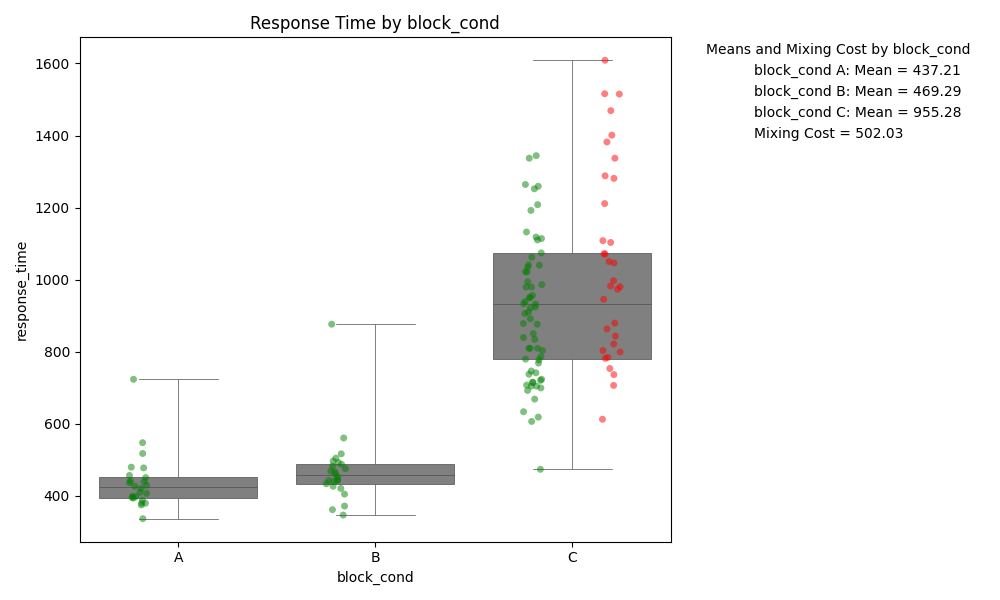 Response Time by block_cond
Means and Mixing Cost by block_cond
block_cond A: Mean = 437.21
block_cond B: Mean = 469.29
block_cond C: Mean = 955.28
Mixing Cost = 502.03
response_time
1600
1400
1200
1000
800
600
400
A
B
C
block_cond